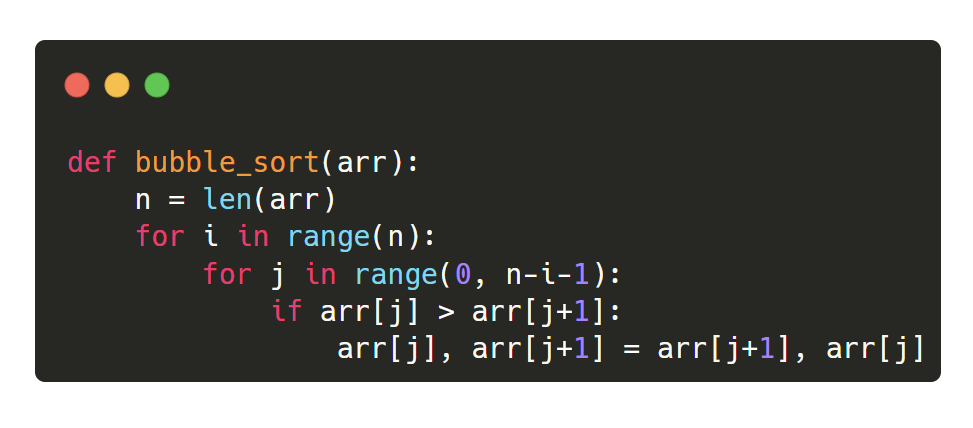 def bubble_sort(arr):
    n = len(arr)
    for i in range(n):
        for j in range(0, n-i-1):
            if arr[j] > arr[j+1]:
                arr[j], arr[j+1] = arr[j+1], arr[j]